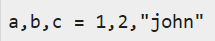 a,b,c = 1,2,"john"